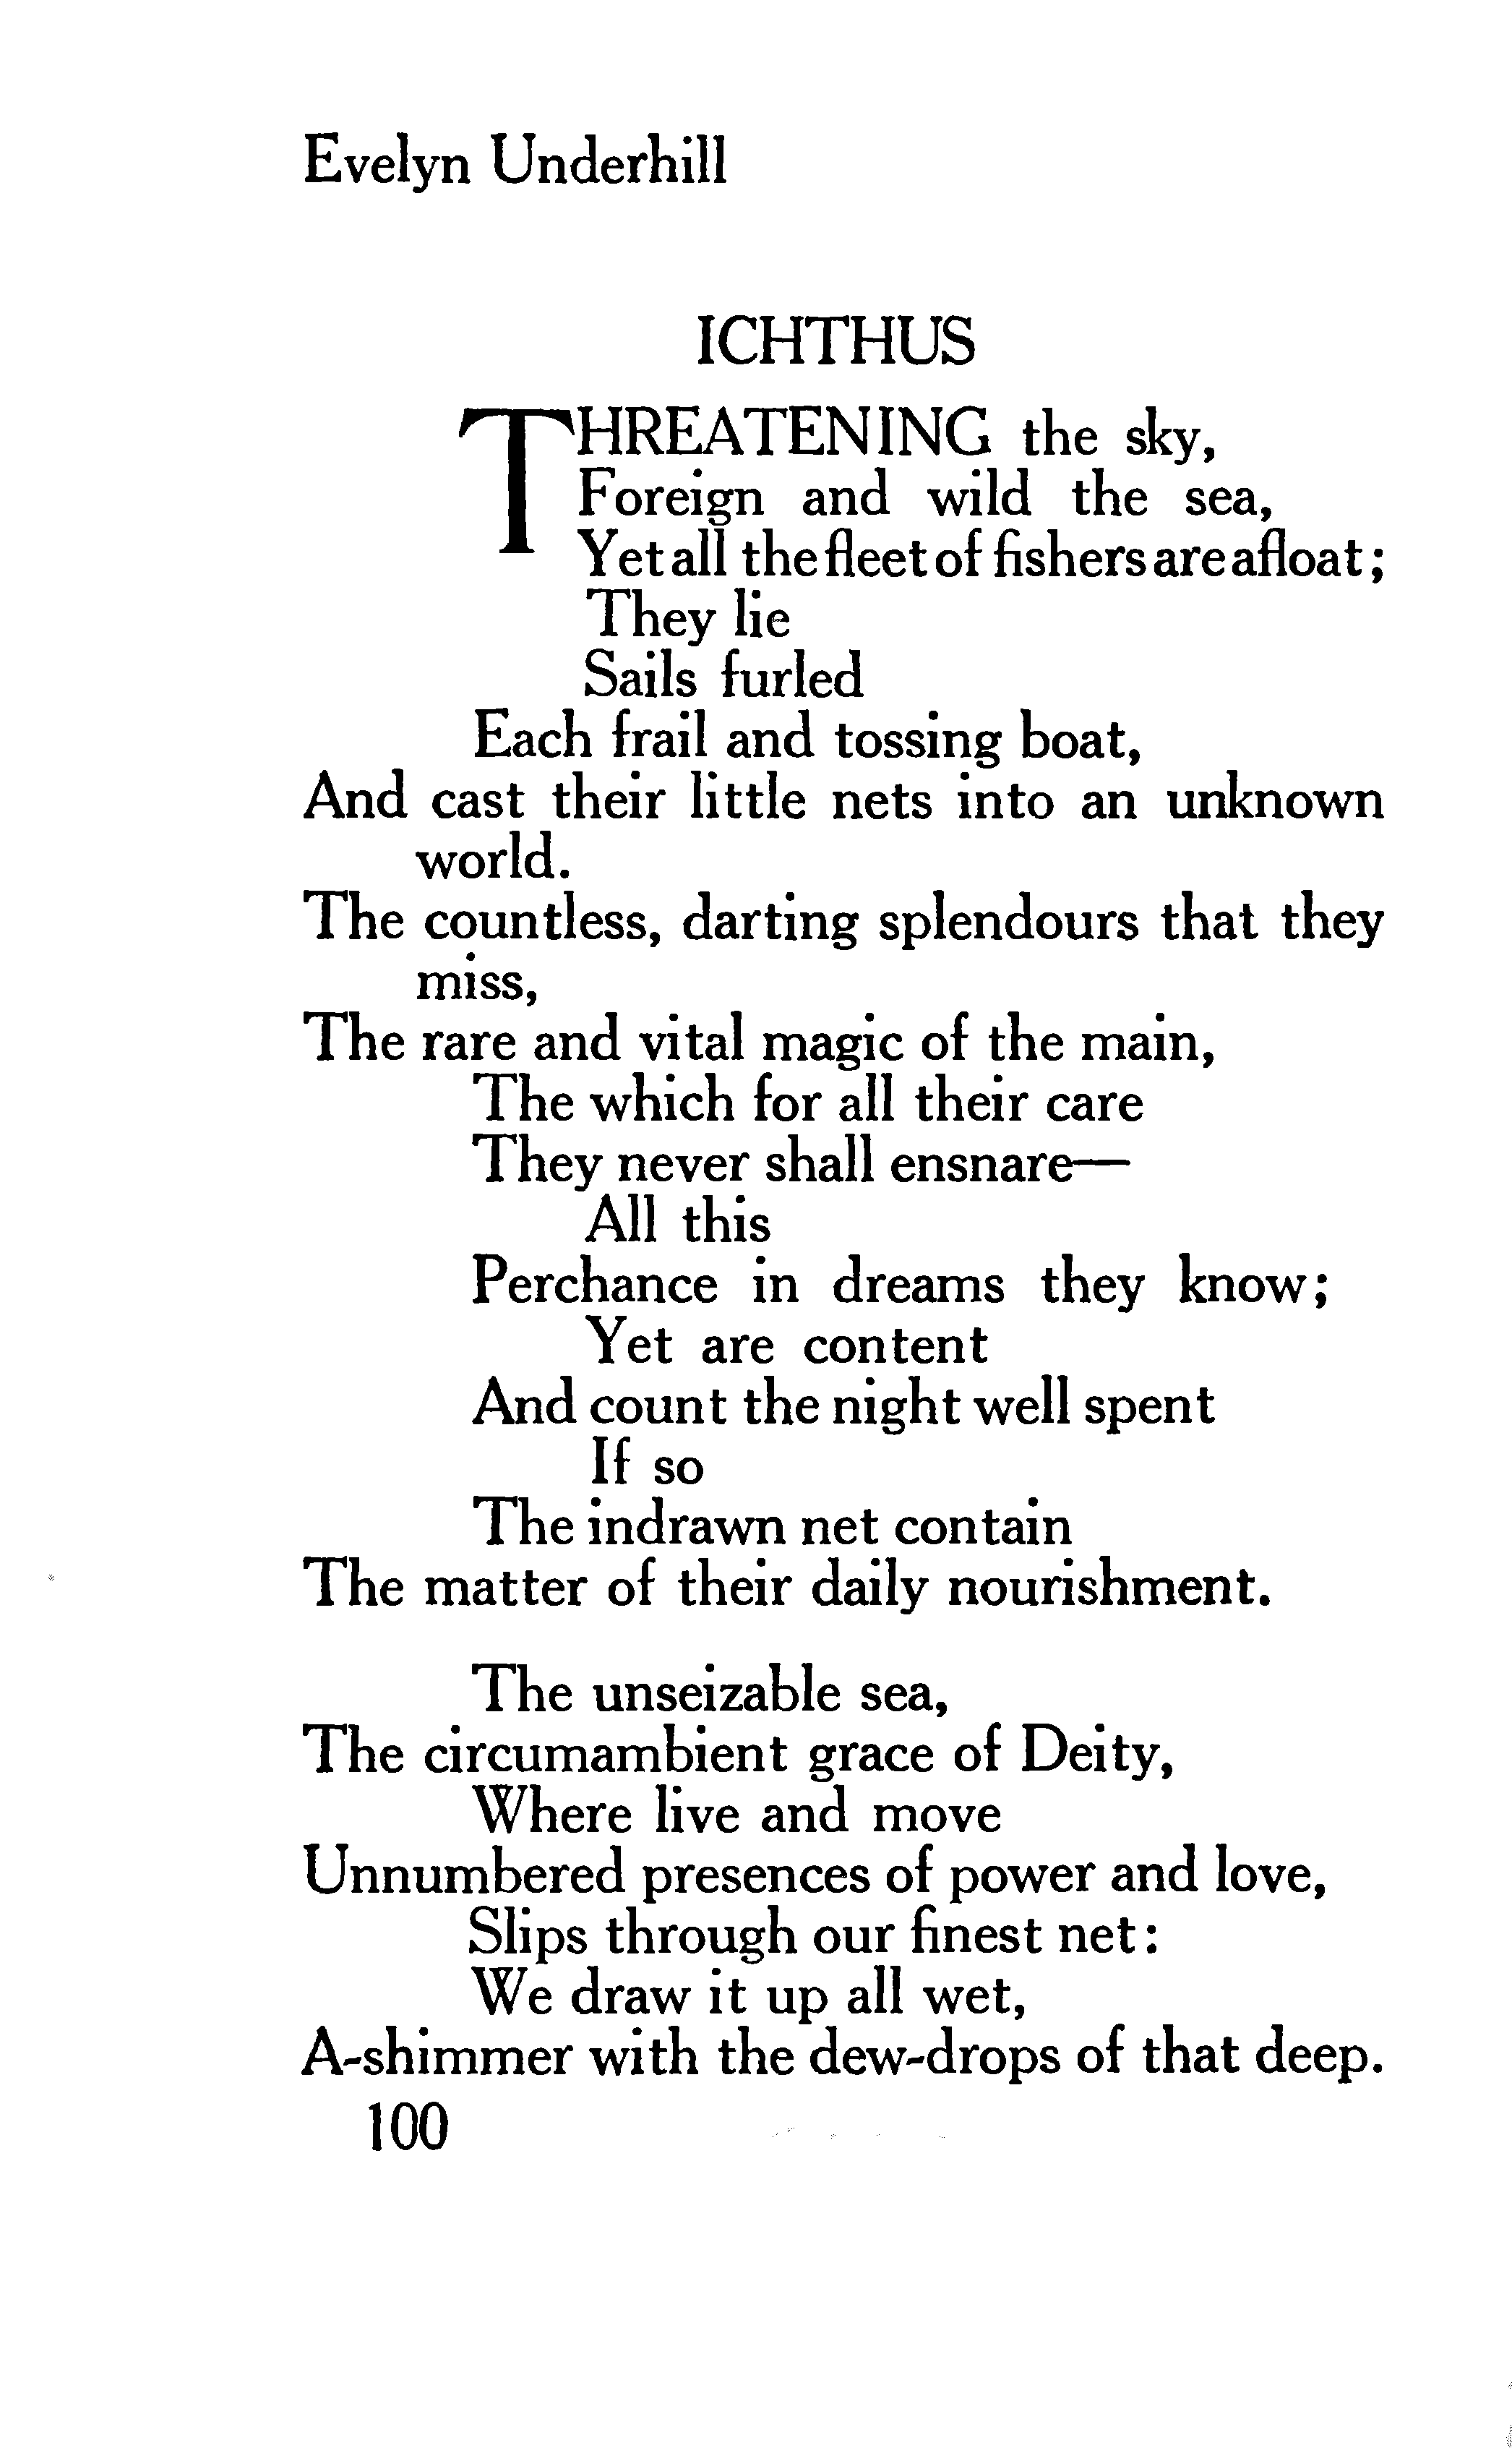 Evelyn Underhill
ICHTHUS
THREATENING the sky,
Foreign and wild the sea,
Yet all the fleet of fishers are afloat;
They lie
Sails furled
Each frail and tossing boat,
And cast their little nets into an unknown
world.
The countless, darting splendours that they
miss,
The rare and vital magic of the main,
The which for all their care
They never shall ensnare—
All this
Perchance in dreams they know;
Yet are content
And count the night well spent
If so
The indrawn net contain
The matter of their daily nourishment.
The unseizable sea,
The circumambient grace of Deity,
Where live and move
Unnumbered presences of power and love,
Slips through our finest net:
We draw it up all wet,
A-shimmer with the dew-drops of that deep.
100